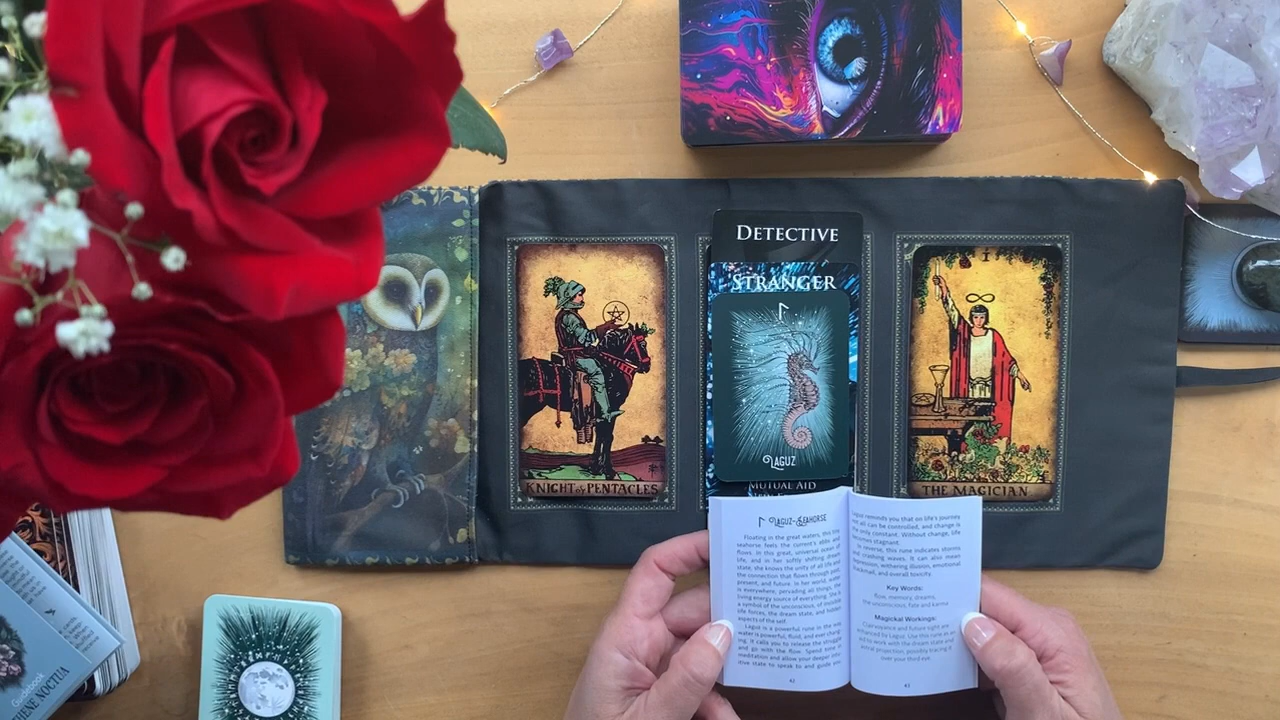 DETECTIVE
STRANGER
LAGUZ
MUTUAL AID
KNIGHT OF PENTACLES
I
THE MAGICIAN
LAGUZ-SEAHORSE
Floating in the great waters, this tiny
seahorse feels the current's ebbs and
flows. In this great, universal ocean of
life, and in her softly shifting dream
state, she knows the unity of all and
the connection that flows through past,
present, and future. In her world, water
is everywhere, pervading all things, the
living energy source of everything. She is
a symbol of the unconscious, of invisible
life forces, the dream state, and hidden
aspects of the self.
Laguz is a powerful rune in the way
water is powerful, fluid, and ever chang-
ing. It calls you to release the struggle
and go with the flow. Spend time in
meditation and allow your deeper intu-
itive state to speak to and guide you.
42
Laguz reminds you that on life's journey
not all can be controlled, and change is
the only constant. Without change, life
becomes stagnant.
In reverse, this rune indicates storms
and crashing waves. It can also mean
depression, withering illusion, emotional
blackmail, and overall toxicity.
Key Words:
flow, memory, dreams,
the unconscious, fate and karma
Magickal Workings:
Clairvoyance and future sight are
enhanced by Laguz. Use this rune as an
aid to work with the dream state and
astral projection, possibly tracing it
over your third eye.
43
Guidebook
NOCTUA